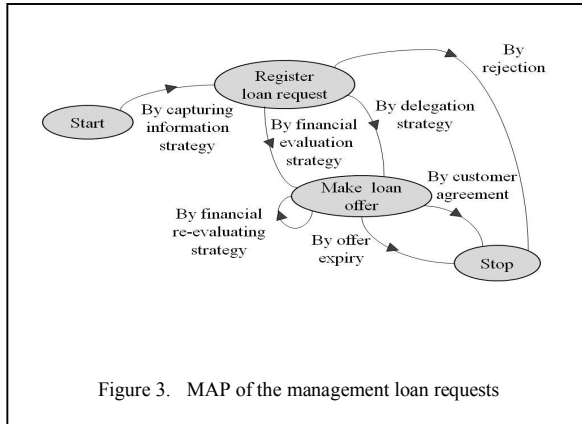 By
rejection
Register
loan request
Start
By capturing
information
strategy
By financial
evaluation
strategy
By delegation
strategy
Make loan
offer
By customer
agreement
By financial
re-evaluating
strategy
By offer
expiry
Stop
Figure 3. MAP of the management loan requests